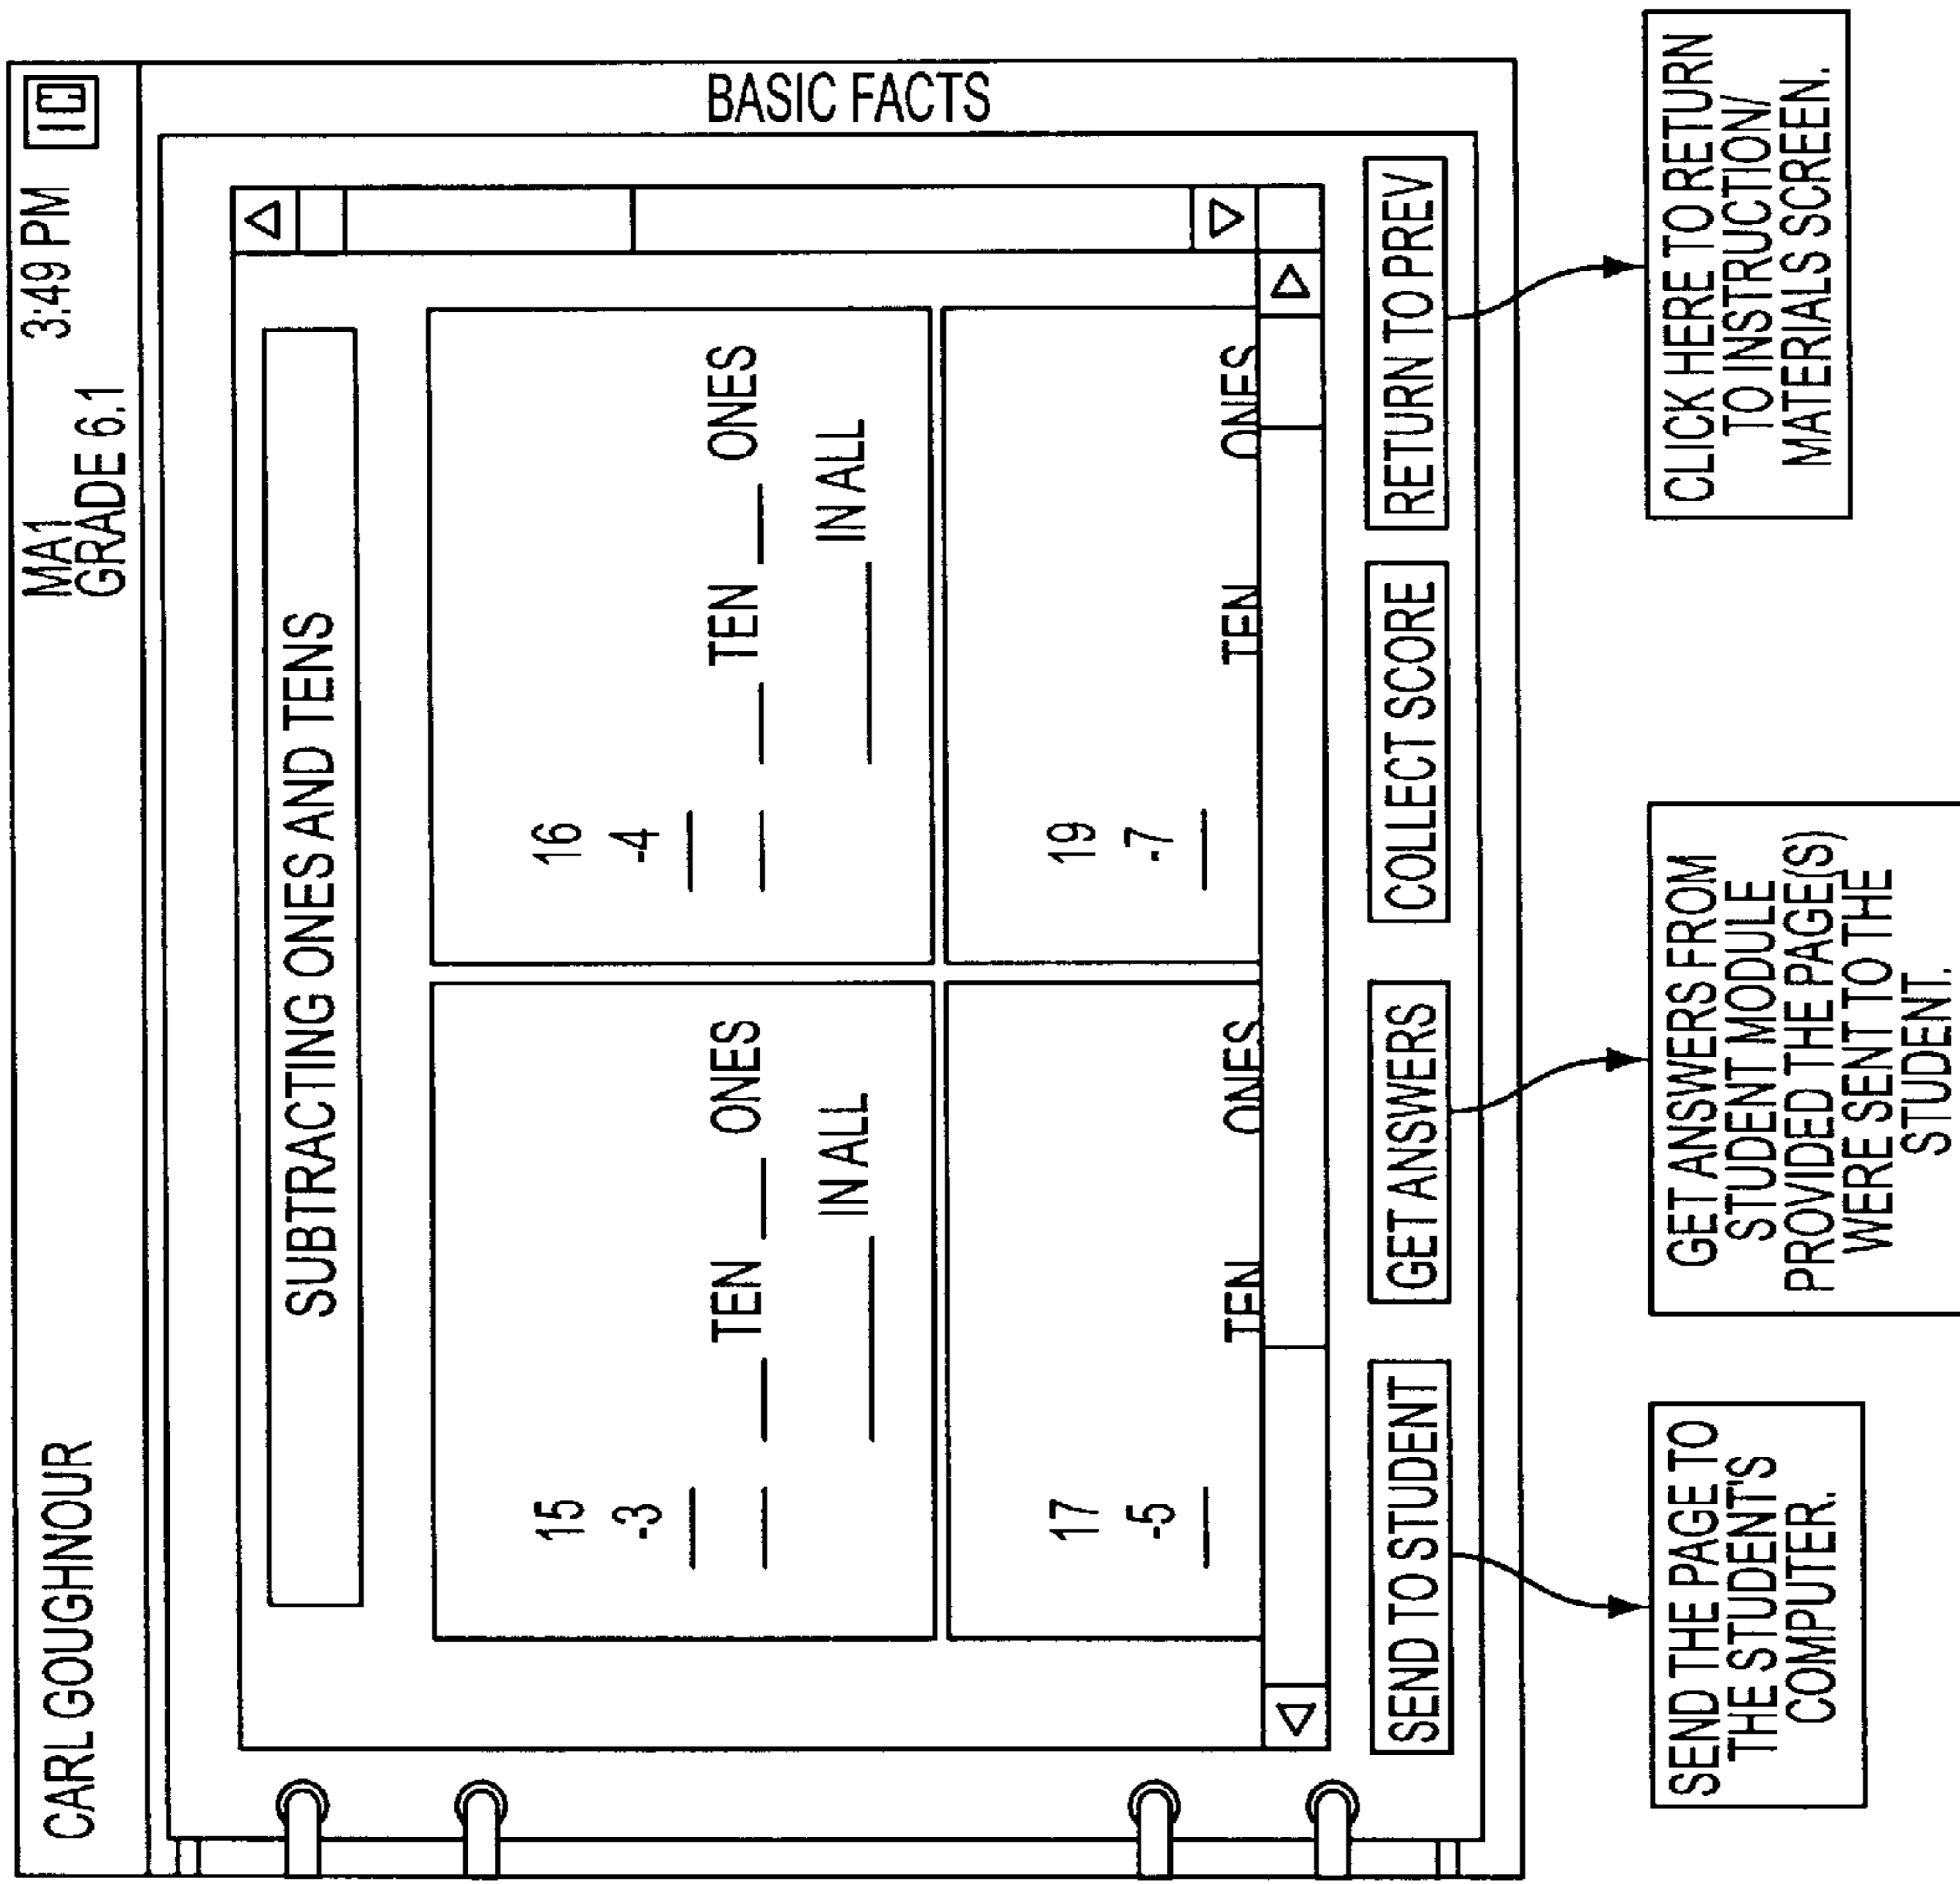 CARL GOUGHNOUR
MA1 3:49 PM
GRADE 6.1
BASIC FACTS
SUBTRACTING ONES AND TENS
15
-3
TEN ONES
IN ALL
16
-4
TEN ONES
IN ALL
17
-5
TEN ONES
19
-7
TEN ONES
SEND TO STUDENT
GET ANSWERS
COLLECT SCORE
RETURN TO PREV
SEND THE PAGE TO
THE STUDENT'S
COMPUTER.
GET ANSWERS FROM
STUDENT MODULE
PROVIDED THE PAGE(S)
WERE SENT TO THE
STUDENT.
CLICK HERE TO RETURN
TO INSTRUCTION/
MATERIALS SCREEN.